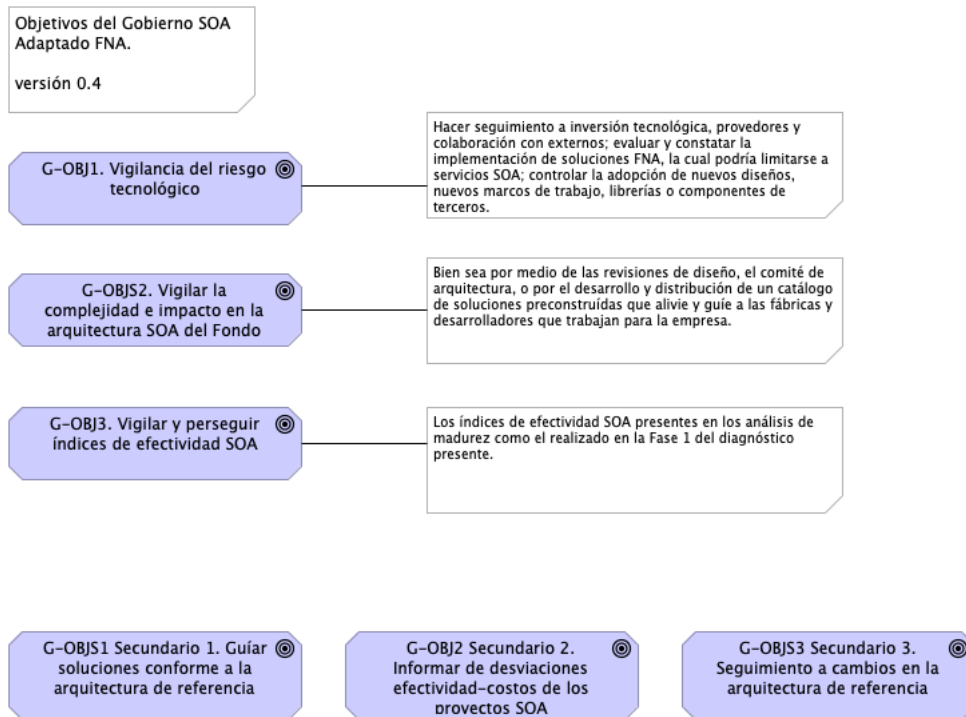 Objetivos del Gobierno SOA
Adaptado FNA.
versión 0.4
G-OBJ1. Vigilancia del riesgo
tecnológico
Hacer seguimiento a inversión tecnológica, provedores y
colaboración con externos; evaluar y constatar la
implementación de soluciones FNA, la cual podría limitarse a
servicios SOA; controlar la adopción de nuevos diseños,
nuevos marcos de trabajo, librerías o componentes de
terceros.
G-OBJS2. Vigilar la
complejidad e impacto en la
arquitectura SOA del Fondo
Bien sea por medio de las revisiones de diseño, el comité de
arquitectura, o por el desarrollo y distribución de un catálogo
de soluciones preconstruídas que alivie y guíe a las fábricas y
desarrolladores que trabajan para la empresa.
G-OBJ3. Vigilar y perseguir
índices de efectividad SOA
Los índices de efectividad SOA presentes en los análisis de
madurez como el realizado en la Fase 1 del diagnóstico
presente.
G-OBJS1 Secundario 1. Guíar
soluciones conforme a la
arquitectura de referencia
G-OBJ2 Secundario 2.
Informar de desviaciones
efectividad-costos de los
proyectos SOA
G-OBJS3 Secundario 3.
Seguimiento a cambios en la
arquitectura de referencia